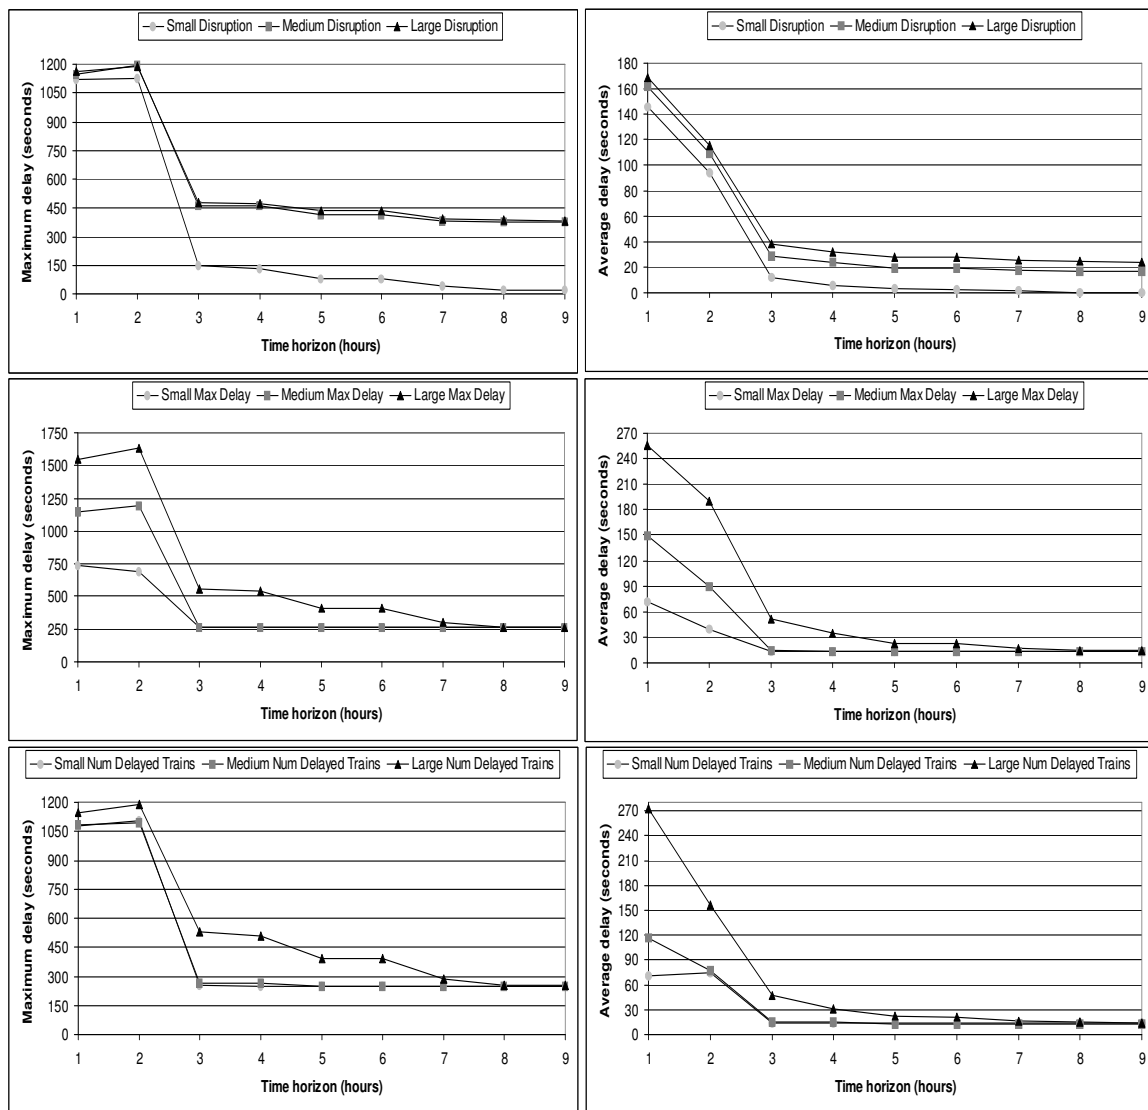 Small Disruption Medium Disruption Large Disruption
Maximum delay (seconds)
1200
1050
900
750
600
450
300
150
0
1 2 3 4 5 6 7 8 9
Time horizon (hours)
Small Disruption Medium Disruption Large Disruption
Average delay (seconds)
180
160
140
120
100
80
60
40
20
0
1 2 3 4 5 6 7 8 9
Time horizon (hours)
Small Max Delay Medium Max Delay Large Max Delay
Maximum delay (seconds)
1750
1500
1250
1000
750
500
250
0
1 2 3 4 5 6 7 8 9
Time horizon (hours)
Small Max Delay Medium Max Delay Large Max Delay
Average delay (seconds)
270
240
210
180
150
120
90
60
30
0
1 2 3 4 5 6 7 8 9
Time horizon (hours)
Small Num Delayed Trains Medium Num Delayed Trains Large Num Delayed Trains
Maximum delay (seconds)
1200
1050
900
750
600
450
300
150
0
1 2 3 4 5 6 7 8 9
Time horizon (hours)
Small Num Delayed Trains Medium Num Delayed Trains Large Num Delayed Trains
Average delay (seconds)
270
240
210
180
150
120
90
60
30
0
1 2 3 4 5 6 7 8 9
Time horizon (hours)